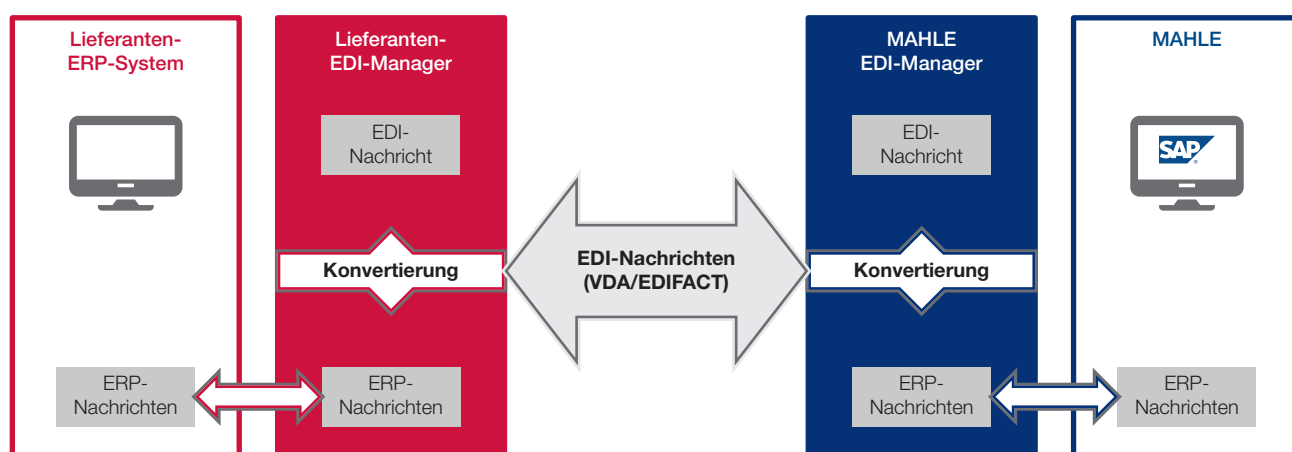 Lieferanten-
ERP-System
Lieferanten-
EDI-Manager
MAHLE
EDI-Manager
MAHLE
EDI-
Nachricht
EDI-
Nachricht
SAP
®
Konvertierung
EDI-Nachrichten
(VDA/EDIFACT)
Konvertierung
ERP-
Nachrichten
ERP-
Nachrichten
ERP-
Nachrichten
ERP-
Nachrichten